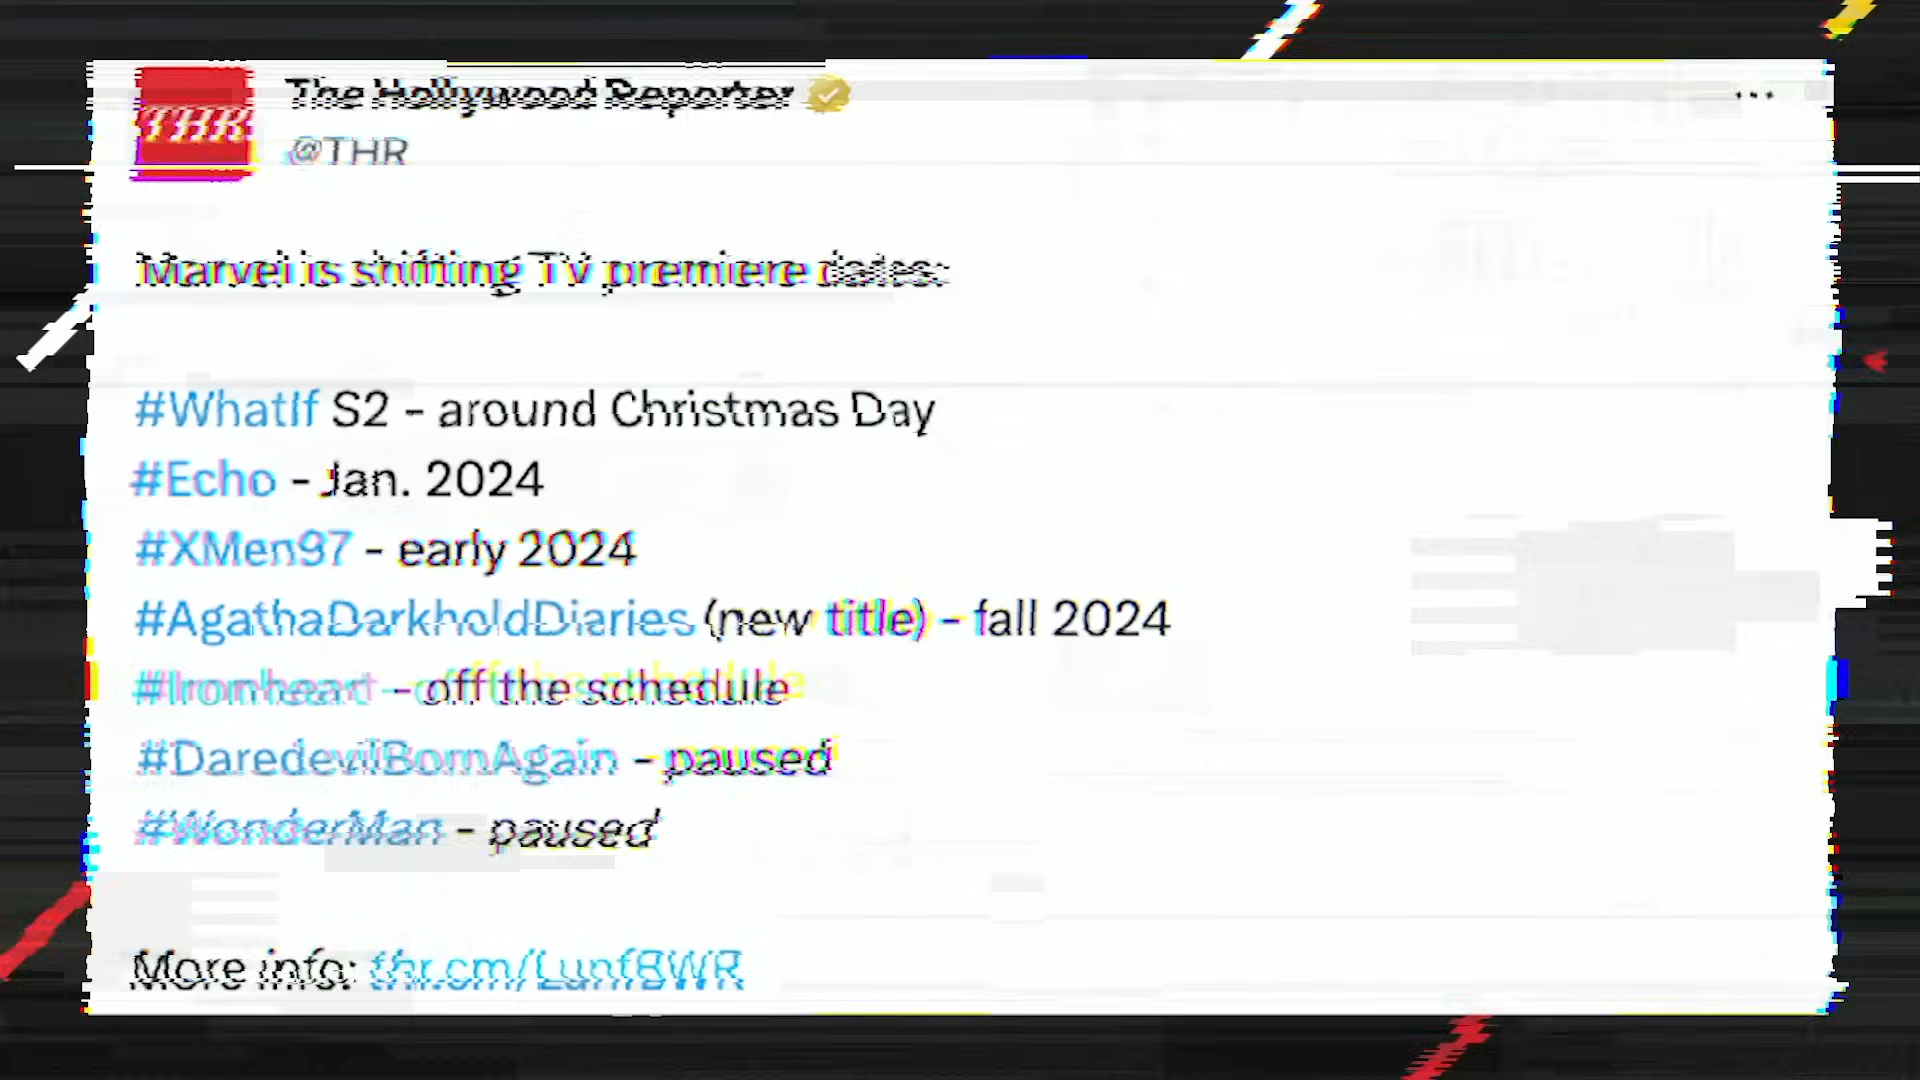 The Hollywood Reporter
THR
@THR
Marvel is shifting TV premiere dates:
#WhatIf S2 - around Christmas Day
#Echo - Jan. 2024
#XMen97 - early 2024
#AgathaDarkholdDiaries (new title) - fall 2024
#Ironheart - off the schedule
#DaredevilBornAgain - paused
#WonderMan - paused
More info: thr.cm/LunfBWR